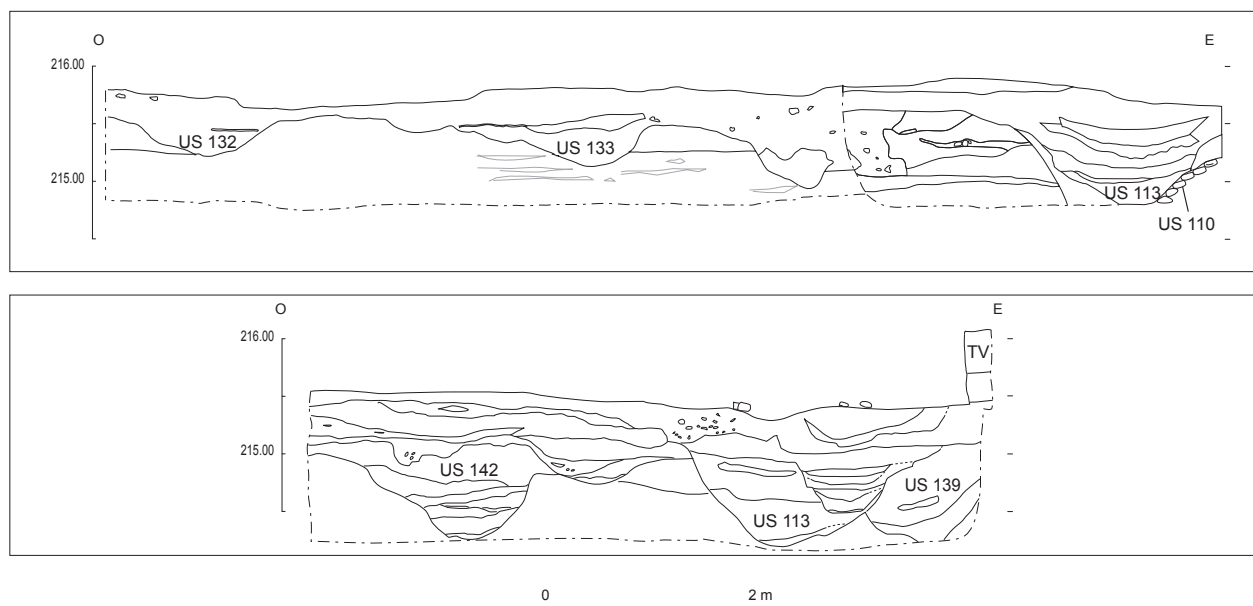 O E
216.00
US 132
US 133
215.00
US 113
US 110
O E
216.00
TV
215.00
US 142
US 139
US 113
0 2 m